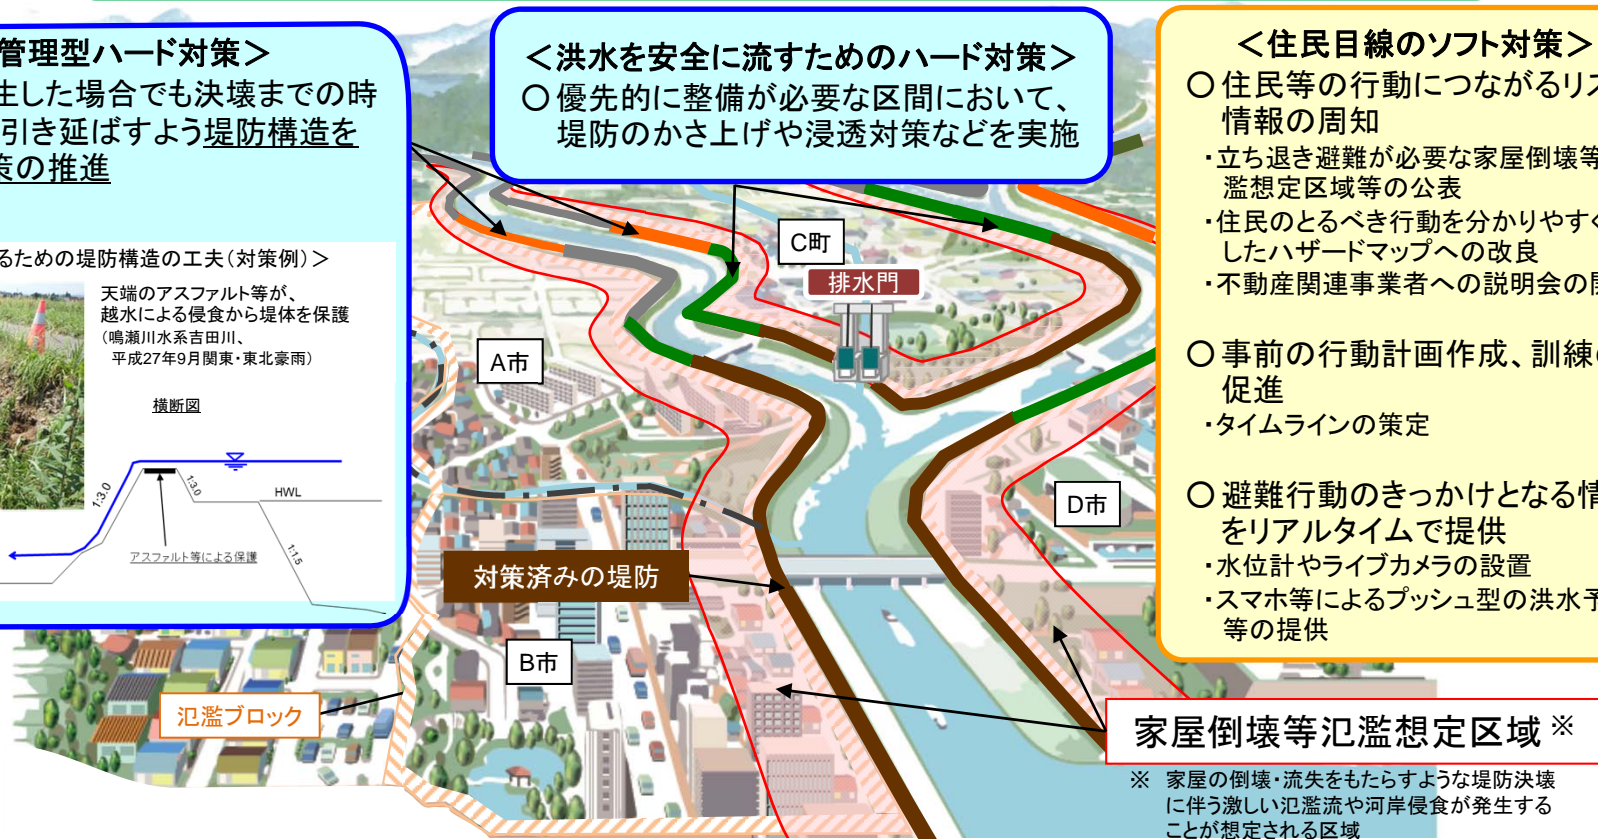 管理型ハード対策＞
生した場合でも決壊までの時
引き延ばすよう堤防構造を
策の推進
るための堤防構造の工夫(対策例)＞
天端のアスファルト等が、
越水による侵食から堤体を保護
(鳴瀬川水系吉田川、
平成27年9月関東・東北豪雨)
横断図
1:3.0
1:3.0
HWL
1:1.5
アスファルト等による保護
＜洪水を安全に流すためのハード対策＞
○優先的に整備が必要な区間において、
堤防のかさ上げや浸透対策などを実施
C町
排水門
A市
D市
対策済みの堤防
B市
氾濫ブロック
＜住民目線のソフト対策＞
○住民等の行動につながるリス
情報の周知
・立ち退き避難が必要な家屋倒壊等
濫想定区域等の公表
・住民のとるべき行動を分かりやすく
したハザードマップへの改良
・不動産関連事業者への説明会の開
○事前の行動計画作成、訓練の
促進
・タイムラインの策定
○避難行動のきっかけとなる情
をリアルタイムで提供
・水位計やライブカメラの設置
・スマホ等によるプッシュ型の洪水予
等の提供
家屋倒壊等氾濫想定区域※
※ 家屋の倒壊・流失をもたらすような堤防決壊
に伴う激しい氾濫流や河岸侵食が発生する
ことが想定される区域